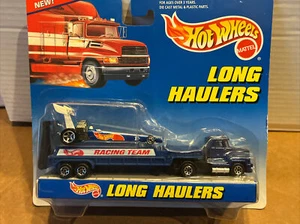 NEW!
FOR AGES OVER 3 YEARS.
DIE CAST METAL & PLASTIC PARTS.
Hot Wheels
MATTEL
LONG
HAULERS
RACING TEAM
Hot Wheels
LONG HAULERS